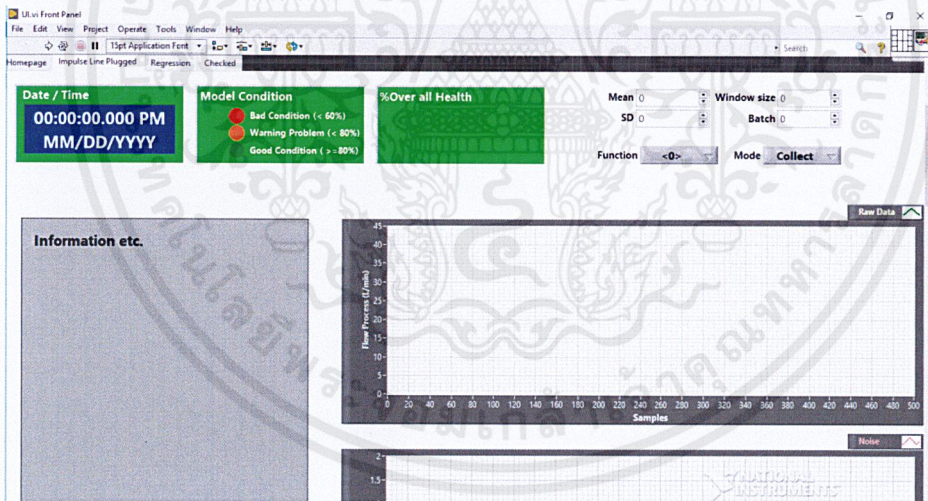 UI.vi Front Panel
File Edit View Project Operate Tools Window Help
15pt Application Font
Search
Homepage Impulse Line Plugged Regression Checked
Date / Time
00:00:00.000 PM
MM/DD/YYYY
Model Condition
Bad Condition (< 60%)
Warning Problem (< 80%)
Good Condition ( >=80%)
%Over all Health
Mean 0
Window size 0
SD 0
Batch 0
Function <0>
Mode Collect
Information etc.
Raw Data
Flow Process (L/min)
45
40
35
30
25
20
15
10
5
0
0 20 40 60 80 100 120 140 160 180 200 220 240 260 280 300 320 340 360 380 400 420 440 460 480 500
Samples
Noise
2
1.5
NATIONAL
INSTRUMENTS